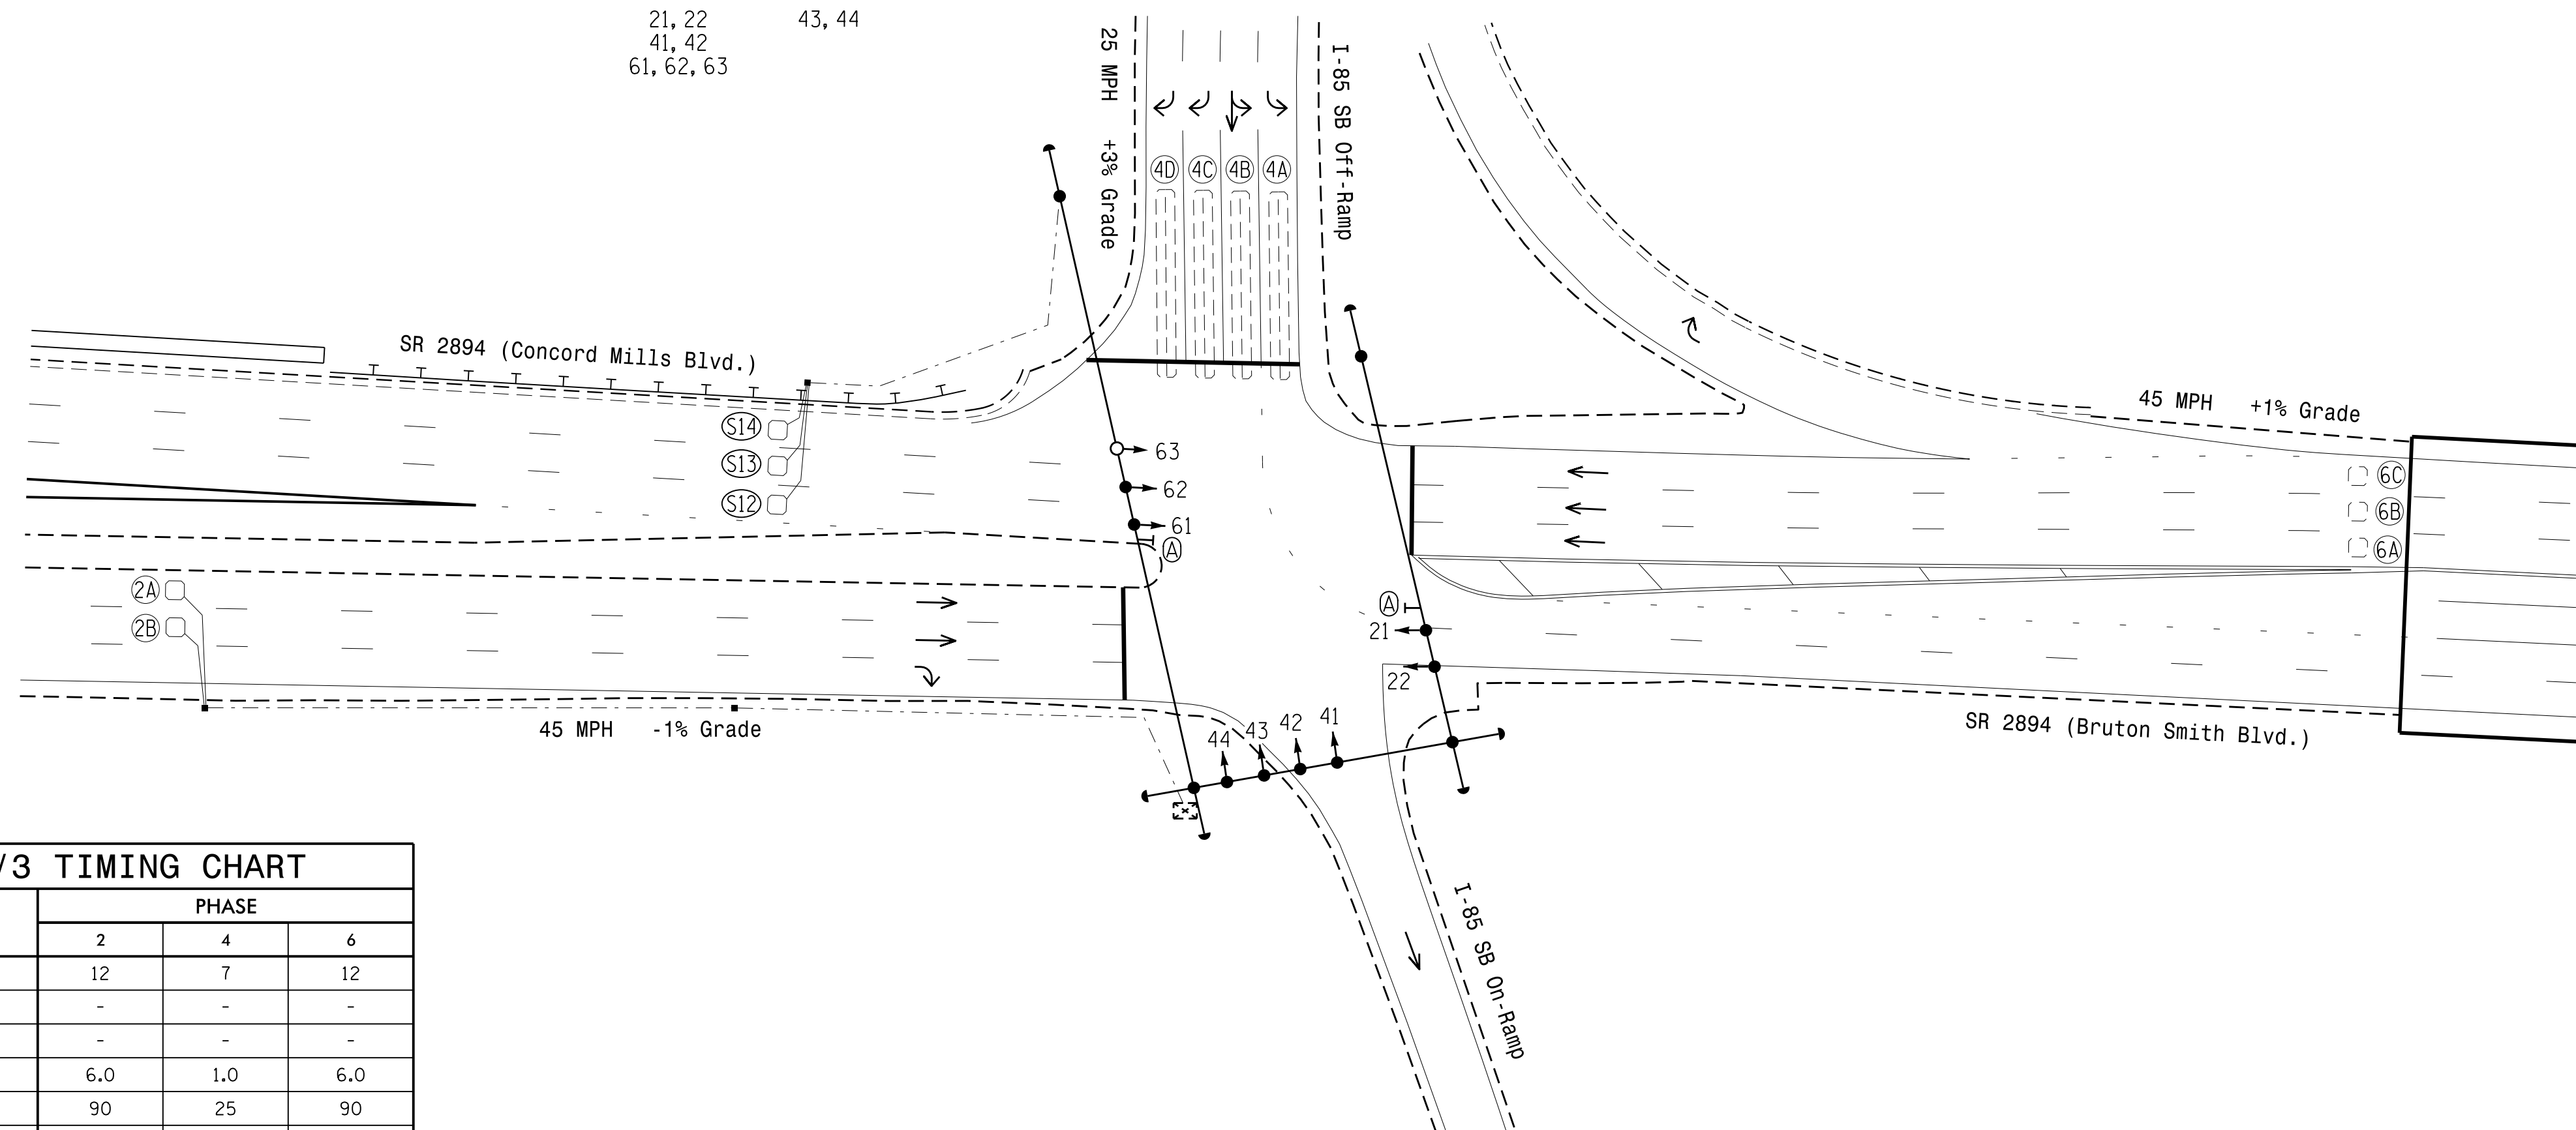 21, 22 43, 44
41, 42
61, 62, 63
25 MPH +3% Grade
I-85 SB Off-Ramp
4D 4C 4B 4A
SR 2894 (Concord Mills Blvd.)
45 MPH +1% Grade
S14
S13
S12
63
62
61
A
6C
6B
6A
2A
2B
A
21
22
45 MPH -1% Grade
44 43 42 41
SR 2894 (Bruton Smith Blvd.)
I-85 SB On-Ramp
/3 TIMING CHART
PHASE
2 4 6
12 7 12
- - -
- - -
6.0 1.0 6.0
90 25 90